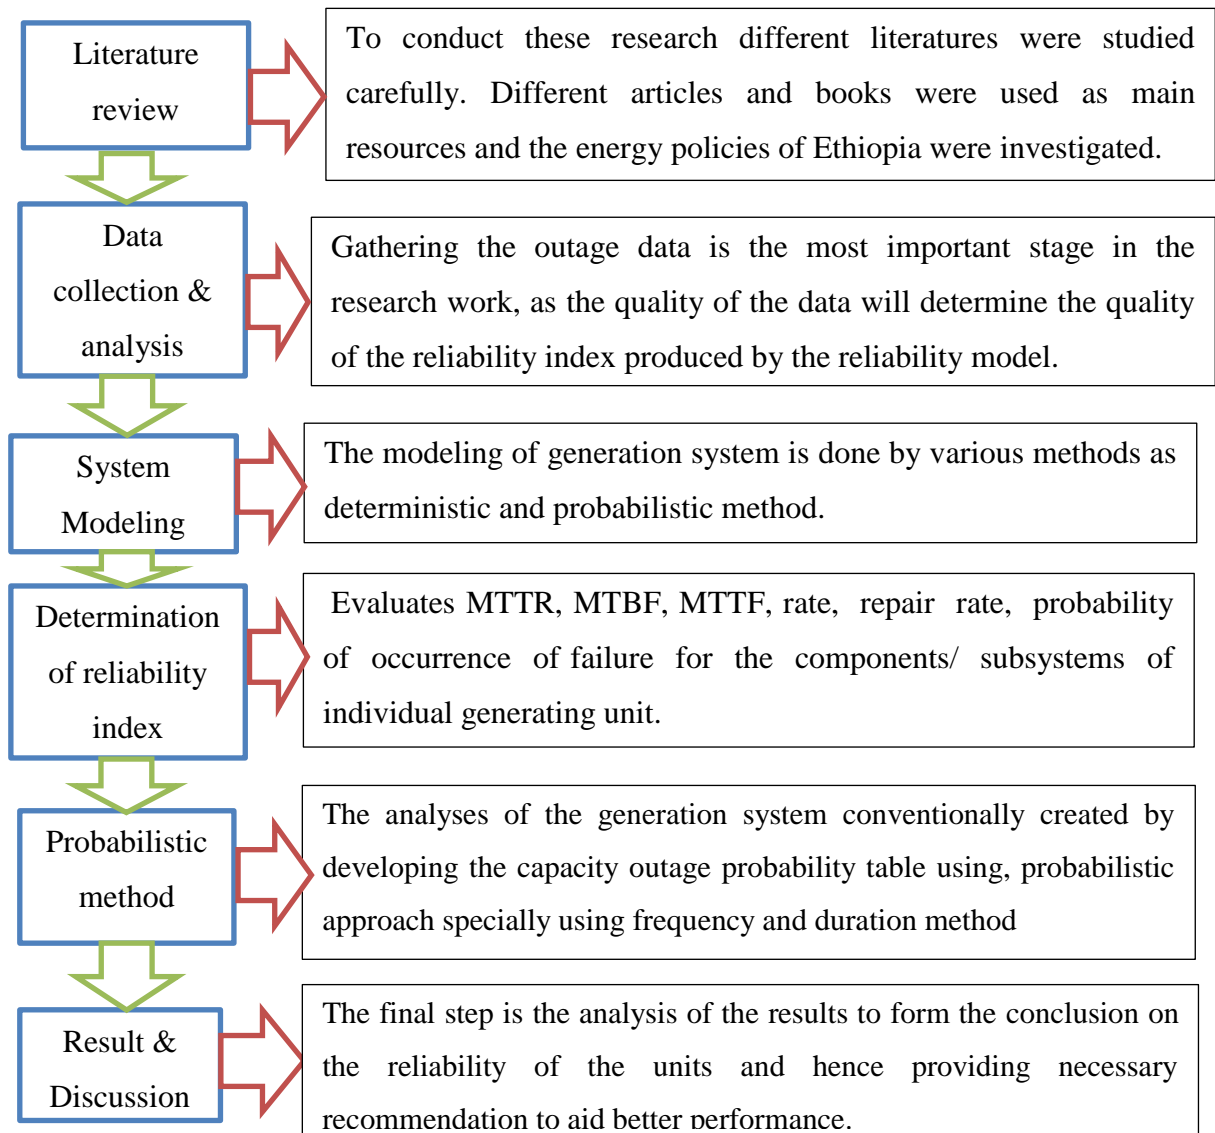 Literature
review
To conduct these research different literatures were studied
carefully. Different articles and books were used as main
resources and the energy policies of Ethiopia were investigated.
Data
collection &
analysis
Gathering the outage data is the most important stage in the
research work, as the quality of the data will determine the quality
of the reliability index produced by the reliability model.
System
Modeling
The modeling of generation system is done by various methods as
deterministic and probabilistic method.
Determination
of reliability
index
Evaluates MTTR, MTBF, MTTF, rate, repair rate, probability
of occurrence of failure for the components/ subsystems of
individual generating unit.
Probabilistic
method
The analyses of the generation system conventionally created by
developing the capacity outage probability table using, probabilistic
approach specially using frequency and duration method
Result &
Discussion
The final step is the analysis of the results to form the conclusion on
the reliability of the units and hence providing necessary
recommendation to aid better performance.